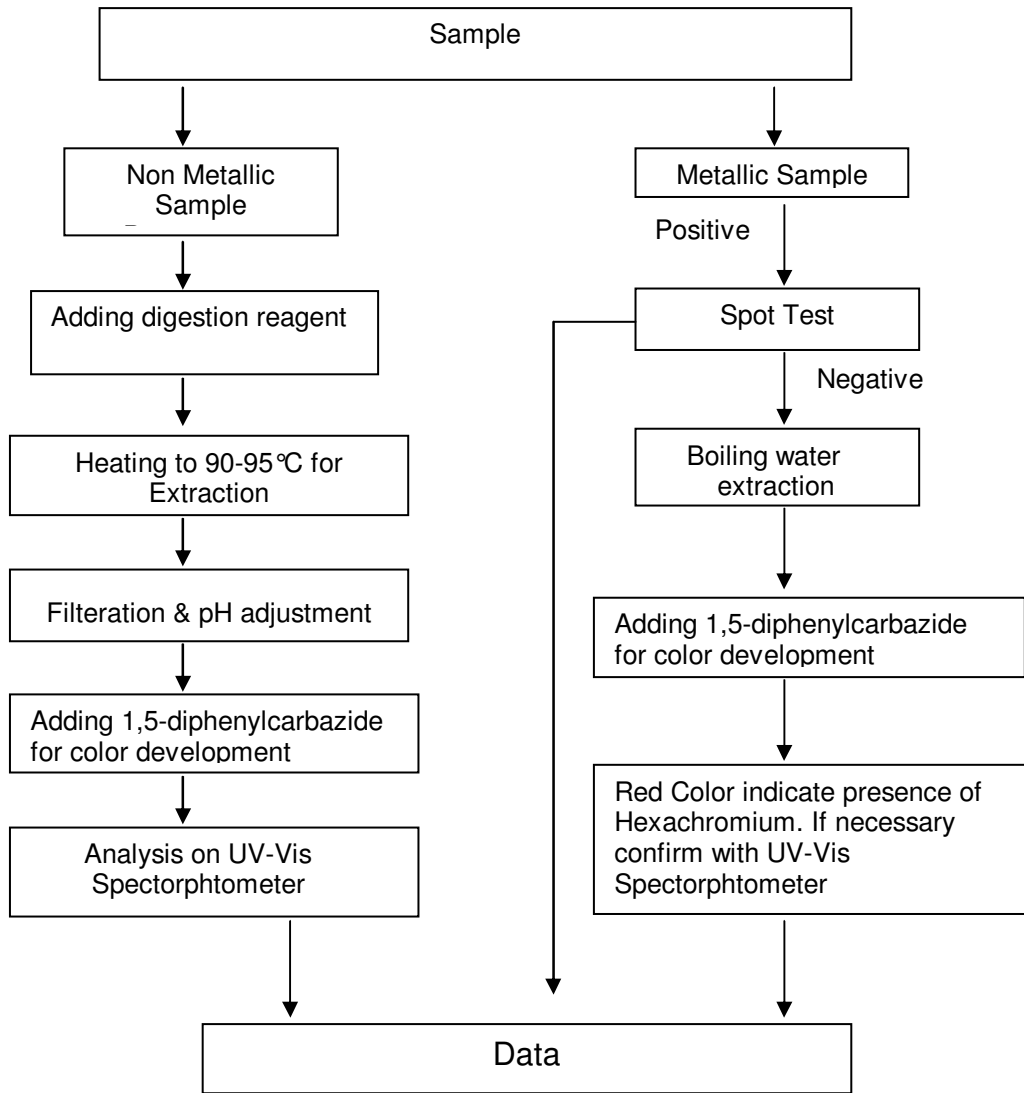 Sample
Non Metallic
Sample
Metallic Sample
Positive
Adding digestion reagent
Spot Test
Negative
Heating to 90-95°C for
Extraction
Boiling water
extraction
Filteration & pH adjustment
Adding 1,5-diphenylcarbazide
for color development
Adding 1,5-diphenylcarbazide
for color development
Red Color indicate presence of
Hexachromium. If necessary
confirm with UV-Vis
Spectorphtometer
Analysis on UV-Vis
Spectorphtometer
Data